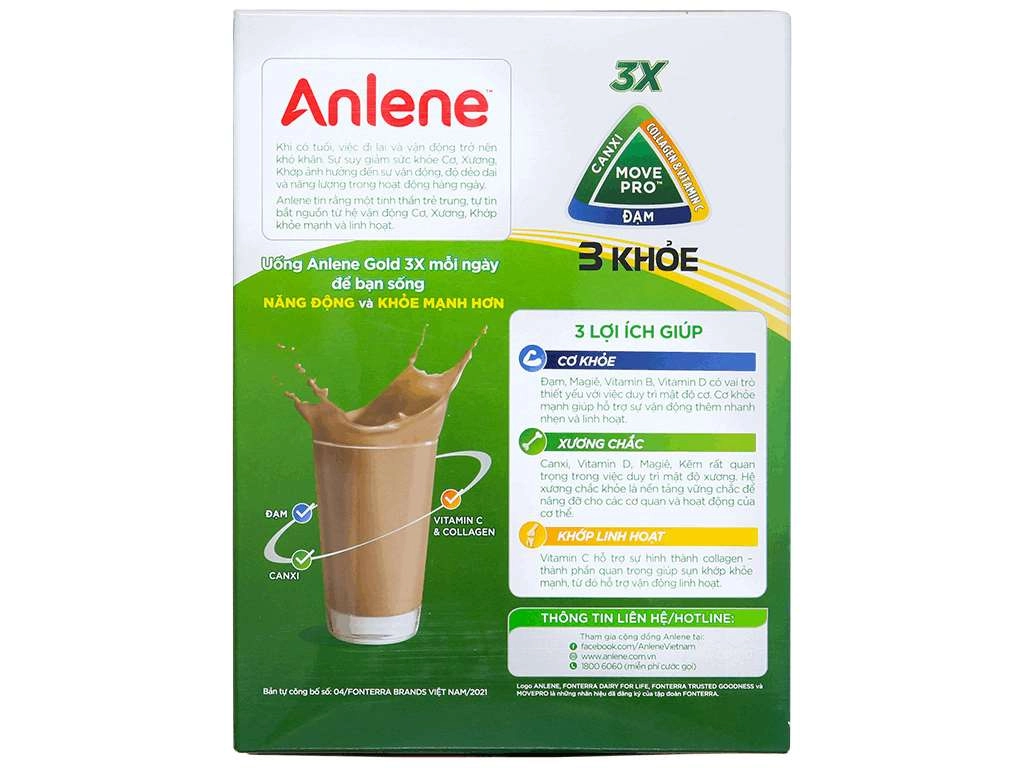 Anlene™
Khi có tuổi, việc đi lại và vận động trở nên
khó khăn. Sự suy giảm sức khỏe Cơ, Xương,
Khớp ảnh hưởng đến sự vận động, độ dẻo dai
và năng lượng trong hoạt động hàng ngày.
Anlene tin rằng một tinh thần trẻ trung, tự tin
bắt nguồn từ hệ vận động Cơ, Xương, Khớp
khỏe mạnh và linh hoạt.
Uống Anlene Gold 3X mỗi ngày
để bạn sống
NĂNG ĐỘNG và KHỎE MẠNH HƠN
ĐẠM
CANXI
VITAMIN C
& COLLAGEN
Bản tự công bố số: 04/FONTERRA BRANDS VIỆT NAM/2021
3X
CANXI
COLLAGEN & VITAMIN C
MOVE
PRO™
ĐẠM
3 KHỎE
3 LỢI ÍCH GIÚP
CƠ KHỎE
Đạm, Magiê, Vitamin B, Vitamin D có vai trò
thiết yếu với việc duy trì mật độ cơ. Cơ khỏe
mạnh giúp hỗ trợ sự vận động thêm nhanh
nhẹn và linh hoạt.
XƯƠNG CHẮC
Canxi, Vitamin D, Magiê, Kẽm rất quan
trọng trong việc duy trì mật độ xương. Hệ
xương chắc khỏe là nền tảng vững chắc để
nâng đỡ cho các cơ quan và hoạt động của
cơ thể.
KHỚP LINH HOẠT
Vitamin C hỗ trợ sự hình thành collagen –
thành phần quan trọng giúp sụn khớp khỏe
mạnh, từ đó hỗ trợ vận động linh hoạt.
THÔNG TIN LIÊN HỆ/HOTLINE:
Tham gia cộng đồng Anlene tại:
facebook.com/AnleneVietnam
www.anlene.com.vn
1800 6060 (miễn phí cước gọi)
Logo ANLENE, FONTERRA DAIRY FOR LIFE, FONTERRA TRUSTED GOODNESS và
MOVEPRO là những nhãn hiệu đã đăng ký của tập đoàn FONTERRA.